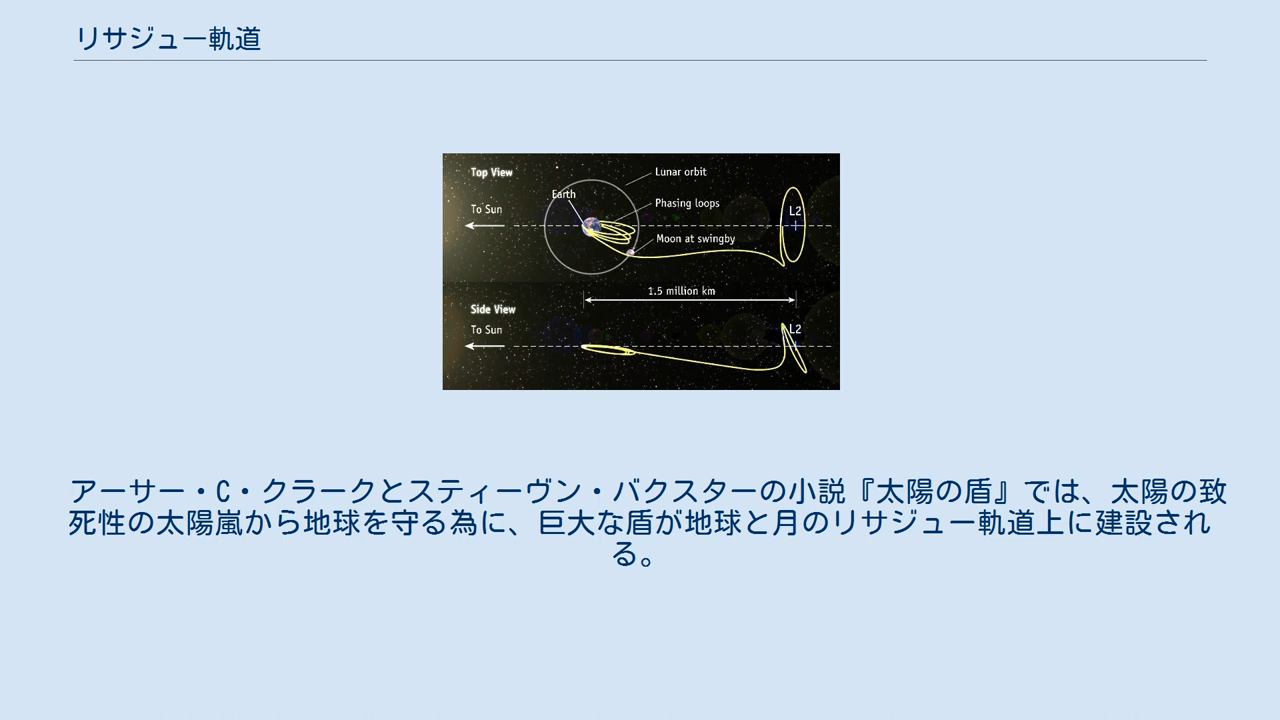 リサジュー軌道
Top View
Lunar orbit
Earth
Phasing loops
To Sun
L2
Moon at swingby
1.5 million km
Side View
To Sun
L2
アーサー・C・クラークとスティーヴン・バクスターの小説『太陽の盾』では、太陽の致
死性の太陽嵐から地球を守る為に、巨大な盾が地球と月のリサジュー軌道上に建設され
る。